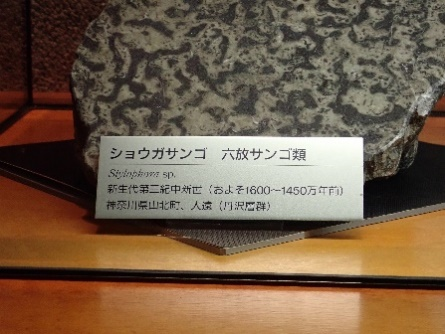 ショウガサンゴ　六放サンゴ類
Stylophora sp.
新生代第三紀中新世（およそ1600～1450万年前）
神奈川県山北町、人遠（丹沢層群）